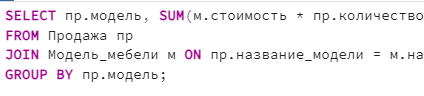 SELECT пр.модель, SUM(м.стоимость * пр.количество
FROM Продажа пр
JOIN Модель_мебели м ON пр.название_модели = м.на
GROUP BY пр.модель;